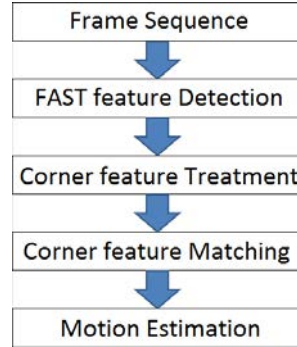 Frame Sequence
FAST feature Detection
Corner feature Treatment
Corner feature Matching
Motion Estimation